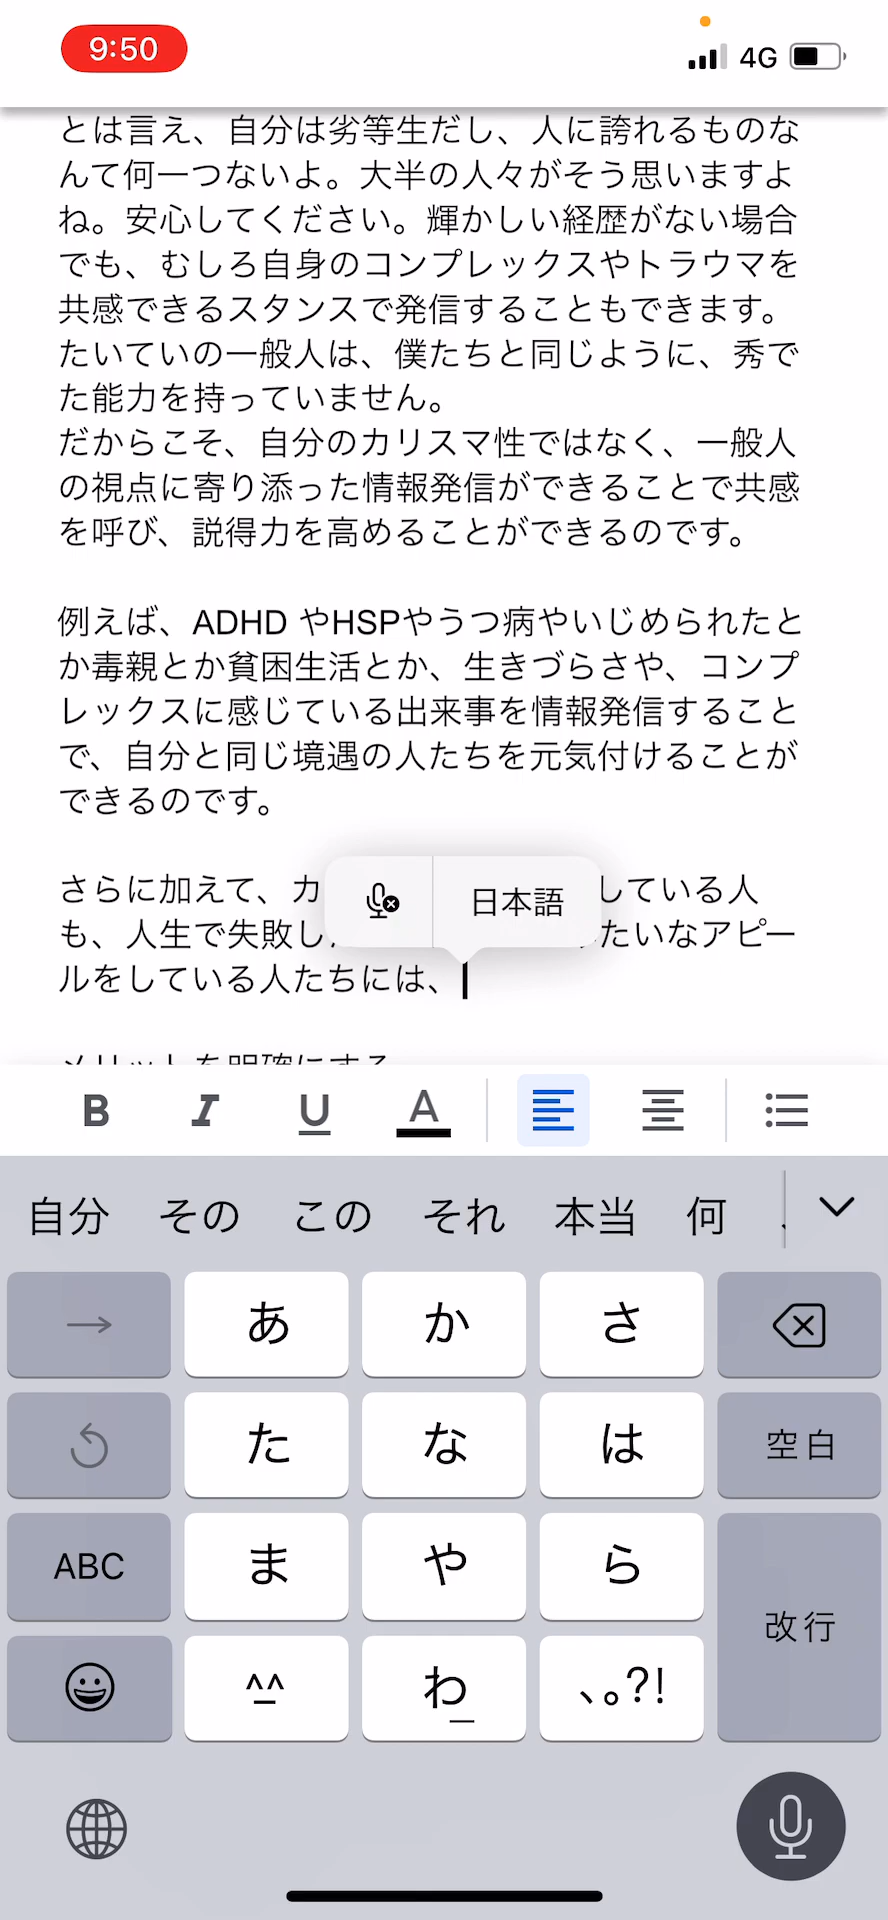 9:50
4G
とは言え、自分は劣等生だし、人に誇れるものな
んて何一つないよ。大半の人々がそう思いますよ
ね。安心してください。輝かしい経歴がない場合
でも、むしろ自身のコンプレックスやトラウマを
共感できるスタンスで発信することもできます。
たいていの一般人は、僕たちと同じように、秀で
た能力を持っていません。
だからこそ、自分のカリスマ性ではなく、一般人
の視点に寄り添った情報発信ができることで共感
を呼び、説得力を高めることができるのです。
例えば、ADHD やHSPやうつ病やいじめられたと
か毒親とか貧困生活とか、生きづらさや、コンプ
レックスに感じている出来事を情報発信すること
で、自分と同じ境遇の人たちを元気付けることが
できるのです。
さらに加えて、カ
している人
日本語
も、人生で失敗し
たいなアピー
ルをしている人たちには、
メリットを明確にする
B I U A
自分 その この それ 本当 何
→ あ か さ
た な は 空白
ABC ま や ら
改行
^^ わ 、。?!